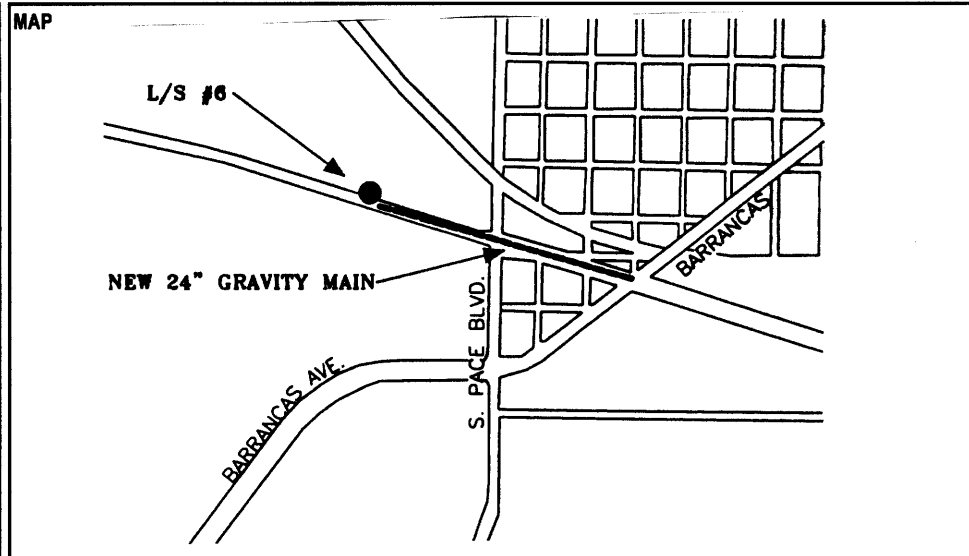 MAP
L/S #6
NEW 24" GRAVITY MAIN
BARRANCAS
S. PACE BLVD.
BARRANCAS AVE.